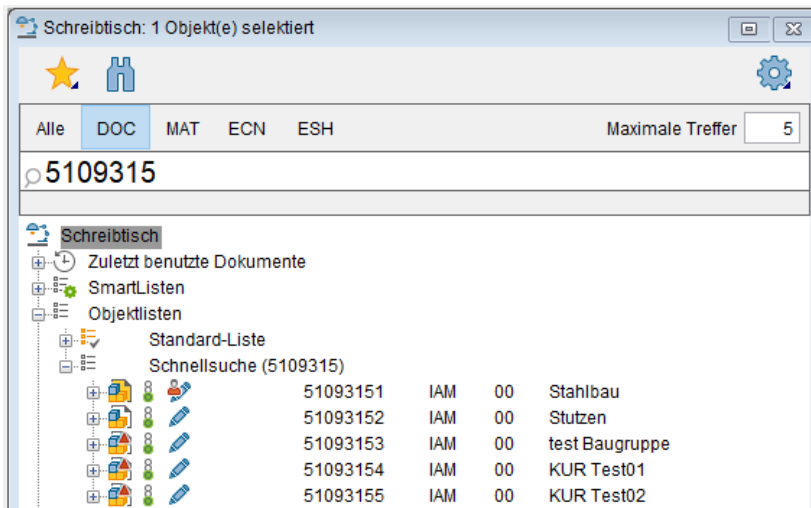 Schreibtisch: 1 Objekt(e) selektiert
Alle DOC MAT ECN ESH Maximale Treffer 5
5109315
Schreibtisch
Zuletzt benutzte Dokumente
SmartListen
Objektlisten
Standard-Liste
Schnellsuche (5109315)
51093151 IAM 00 Stahlbau
51093152 IAM 00 Stutzen
51093153 IAM 00 test Baugruppe
51093154 IAM 00 KUR Test01
51093155 IAM 00 KUR Test02